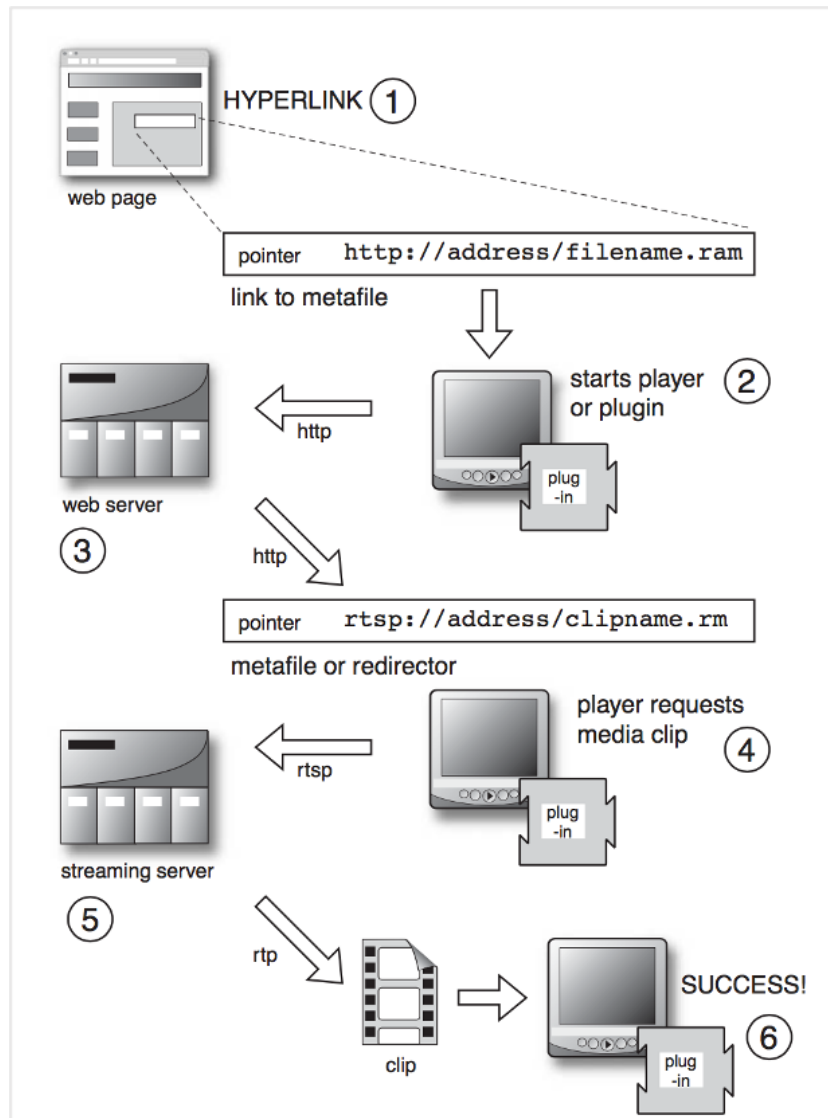 HYPERLINK 1
web page
pointer http://address/filename.ram
link to metafile
starts player 2
or plugin
http
plug
-in
web server
3
http
pointer rtsp://address/clipname.rm
metafile or redirector
player requests
media clip 4
rtsp
plug
-in
streaming server
5
rtp
SUCCESS!
6
clip
plug
-in